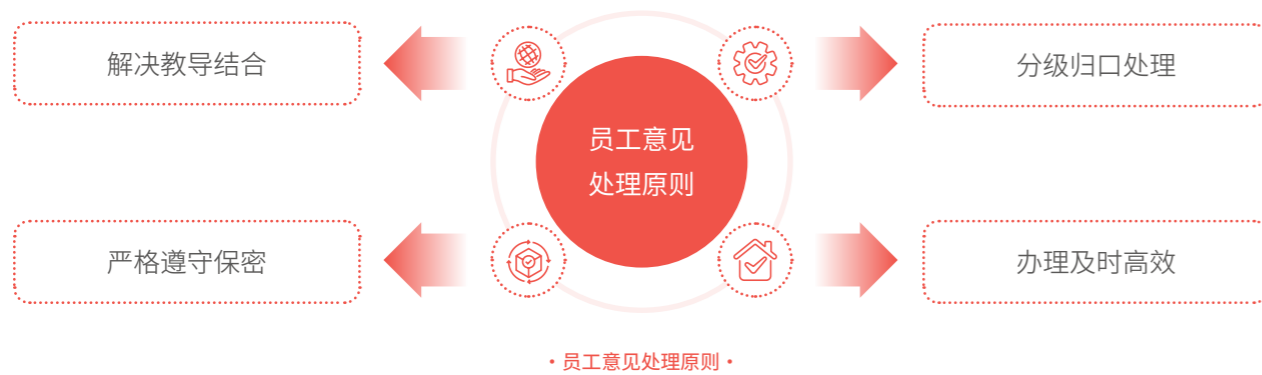 解决教导结合
分级归口处理
员工意见
处理原则
严格遵守保密
办理及时高效
·员工意见处理原则·